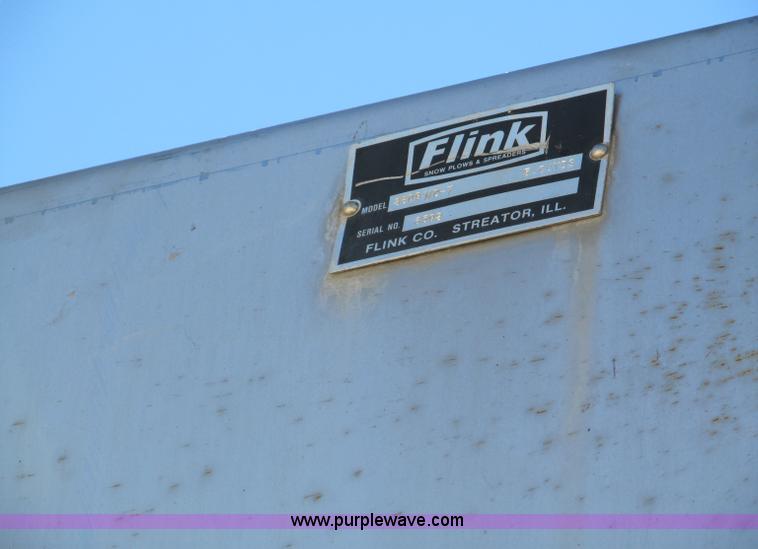 Flink
SNOW PLOWS & SPREADERS
MODEL
SERIAL NO.
FLINK CO. STREATOR, ILL.
www.purplewave.com